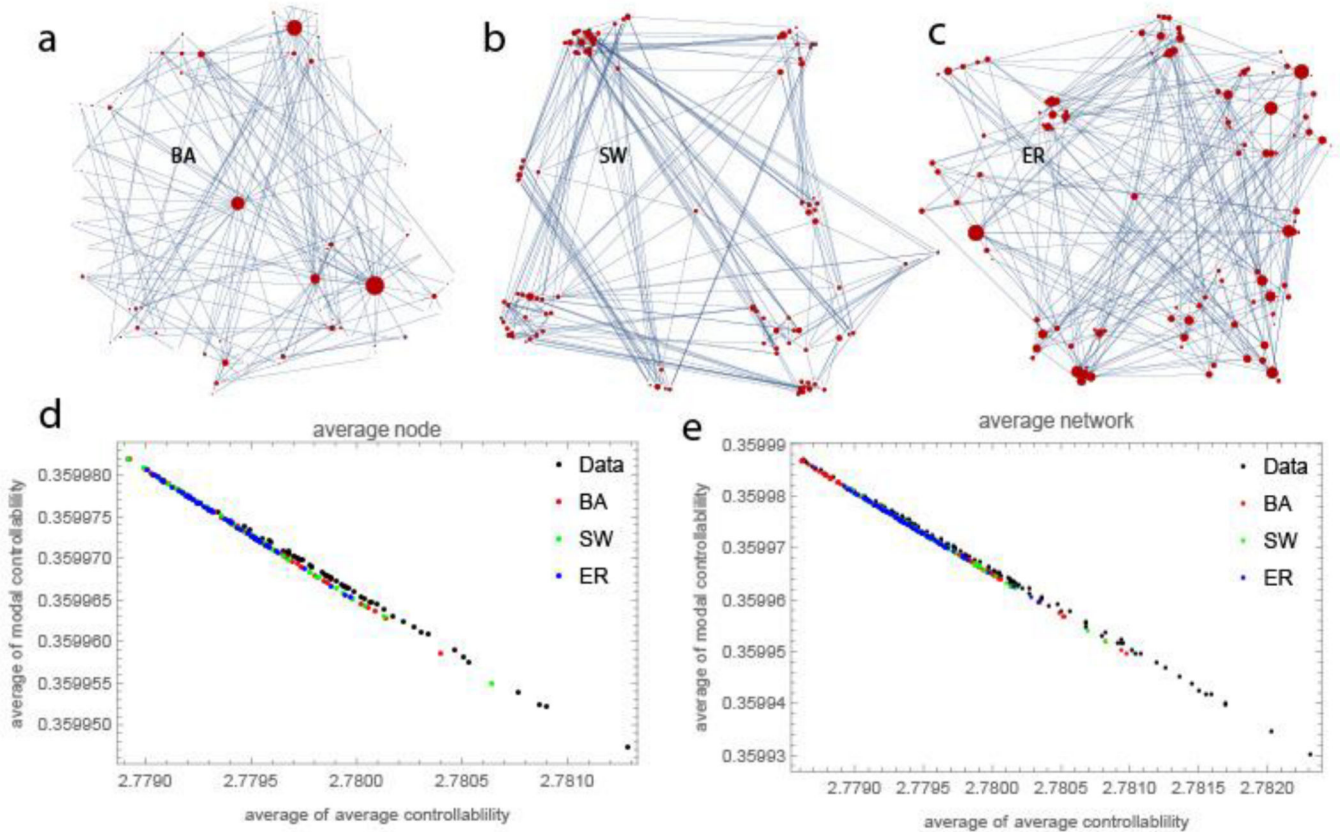 a
BA
b
SW
c
ER
d
average node
average of modal controllablility
0.359980
0.359975
0.359970
0.359965
0.359960
0.359955
0.359950
Data
BA
SW
ER
2.7790 2.7795 2.7800 2.7805 2.7810
average of average controllablility
e
average network
average of modal controllablility
0.35999
0.35998
0.35997
0.35996
0.35995
0.35994
0.35993
Data
BA
SW
ER
2.7790 2.7795 2.7800 2.7805 2.7810 2.7815 2.7820
average of average controllablility